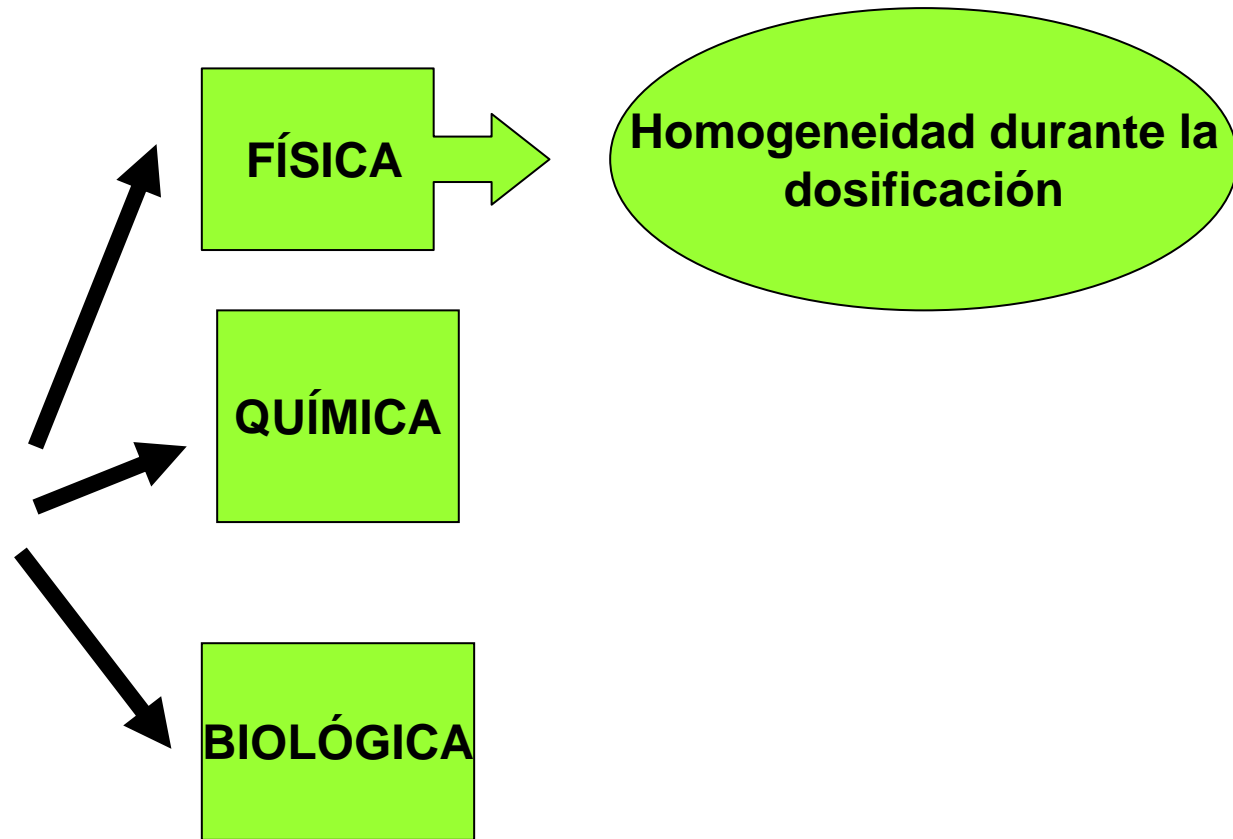 FÍSICA
Homogeneidad durante la
dosificación
QUÍMICA
BIOLÓGICA